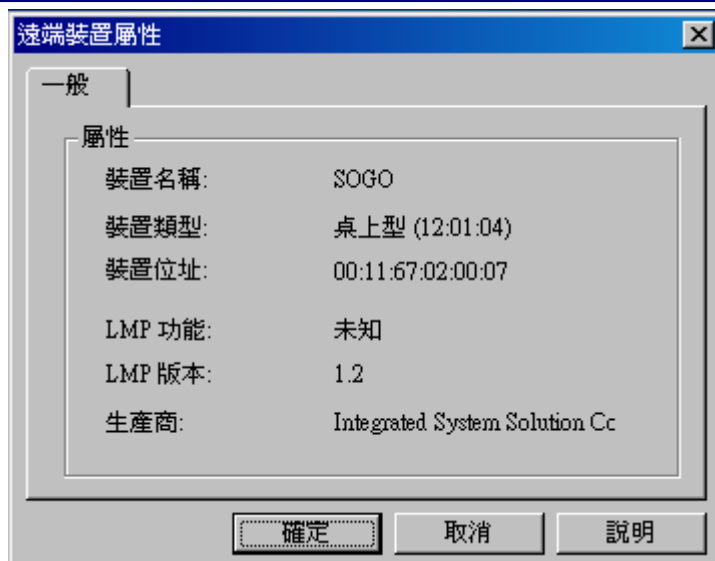 遠端裝置屬性
一般
屬性
裝置名稱: SOGO
裝置類型: 桌上型 (12:01:04)
裝置位址: 00:11:67:02:00:07
LMP 功能: 未知
LMP 版本: 1.2
生產商: Integrated System Solution Cc
確定 取消 說明